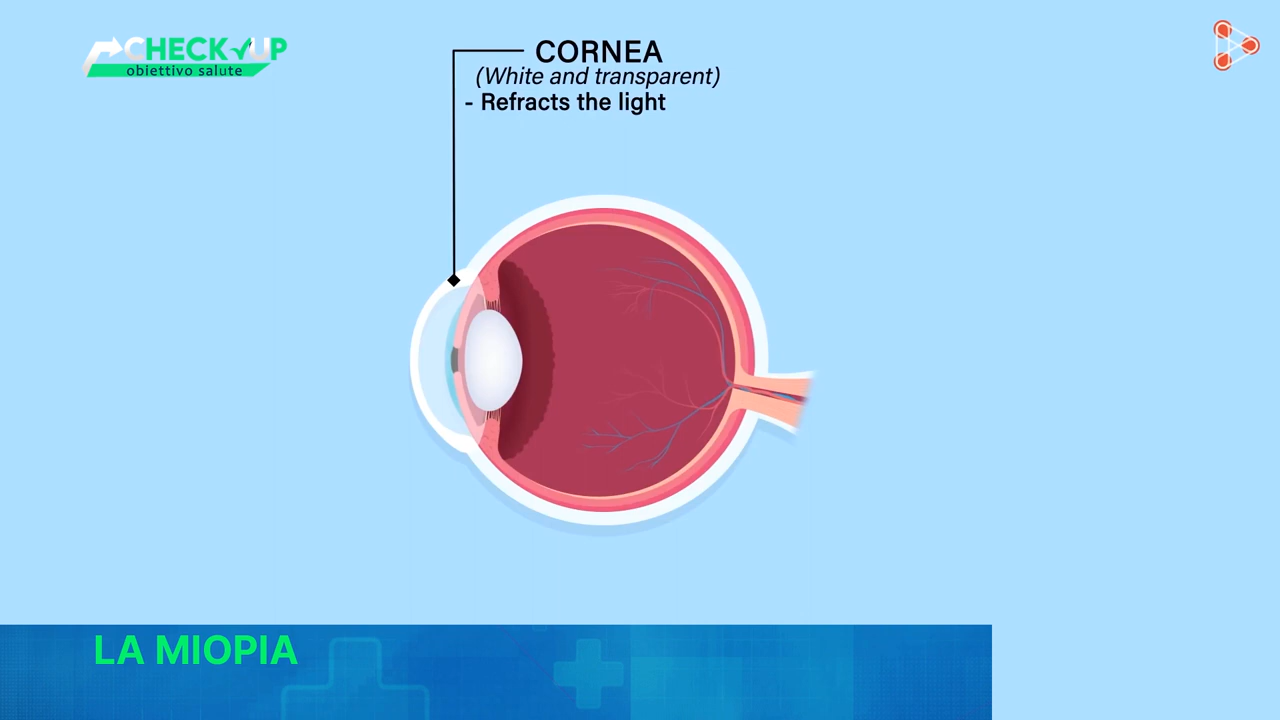 CHECK UP
obiettivo salute
CORNEA
(White and transparent)
- Refracts the light
LA MIOPIA